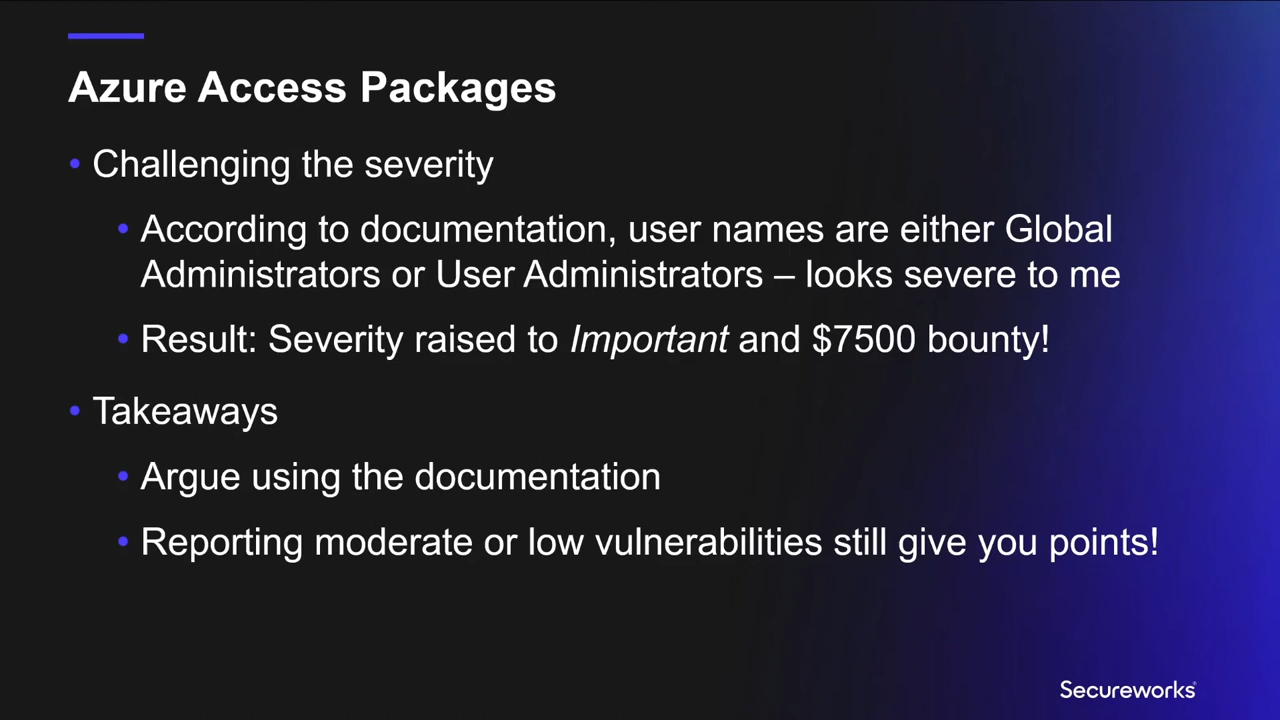 Azure Access Packages
• Challenging the severity
• According to documentation, user names are either Global
Administrators or User Administrators – looks severe to me
• Result: Severity raised to Important and $7500 bounty!
• Takeaways
• Argue using the documentation
• Reporting moderate or low vulnerabilities still give you points!
Secureworks